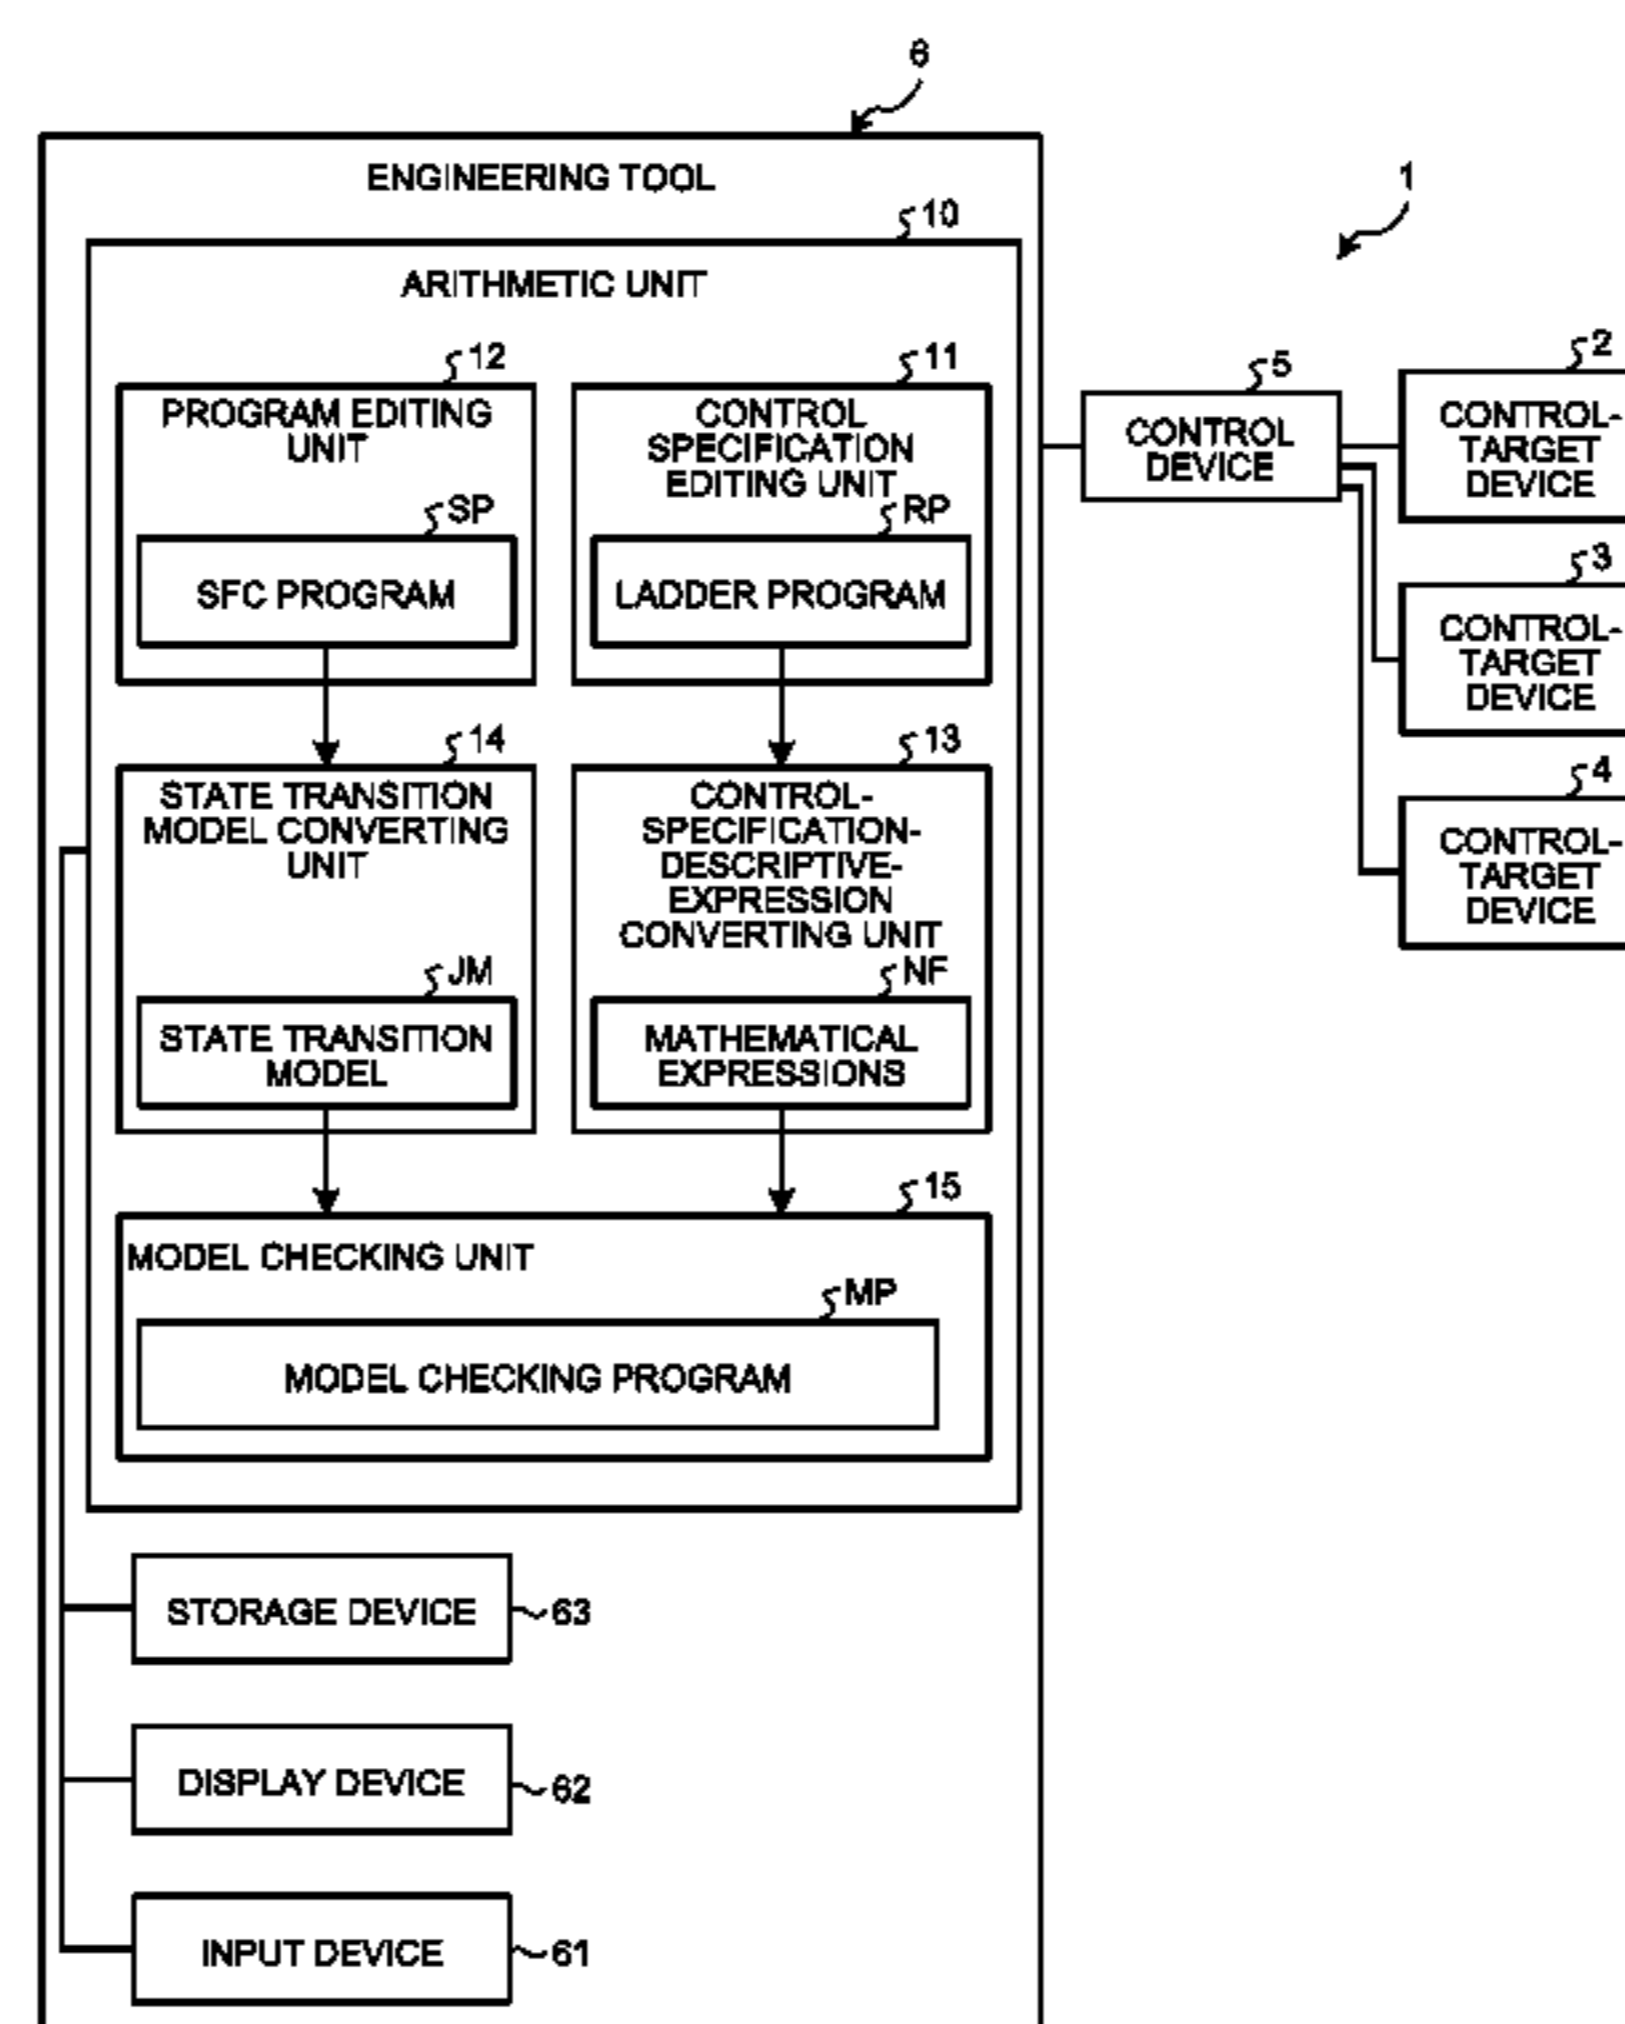 6
ENGINEERING TOOL
1
10
ARITHMETIC UNIT
12
PROGRAM EDITING
UNIT
SP
SFC PROGRAM
11
CONTROL
SPECIFICATION
EDITING UNIT
RP
LADDER PROGRAM
14
STATE TRANSITION
MODEL CONVERTING
UNIT
JM
STATE TRANSITION
MODEL
13
CONTROL-
SPECIFICATION-
DESCRIPTIVE-
EXPRESSION
CONVERTING UNIT
NF
MATHEMATICAL
EXPRESSIONS
15
MODEL CHECKING UNIT
MP
MODEL CHECKING PROGRAM
STORAGE DEVICE
63
DISPLAY DEVICE
62
INPUT DEVICE
61
5
CONTROL
DEVICE
2
CONTROL-
TARGET
DEVICE
3
CONTROL-
TARGET
DEVICE
4
CONTROL-
TARGET
DEVICE